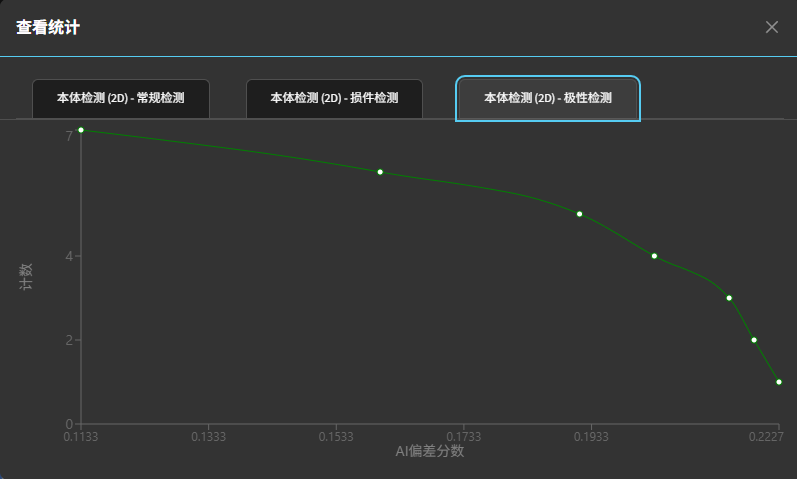 查看统计
本体检测 (2D) - 常规检测
本体检测 (2D) - 损件检测
本体检测 (2D) - 极性检测
7
4
2
0
计数
0.1133
0.1333
0.1533
0.1733
0.1933
0.2227
AI偏差分数